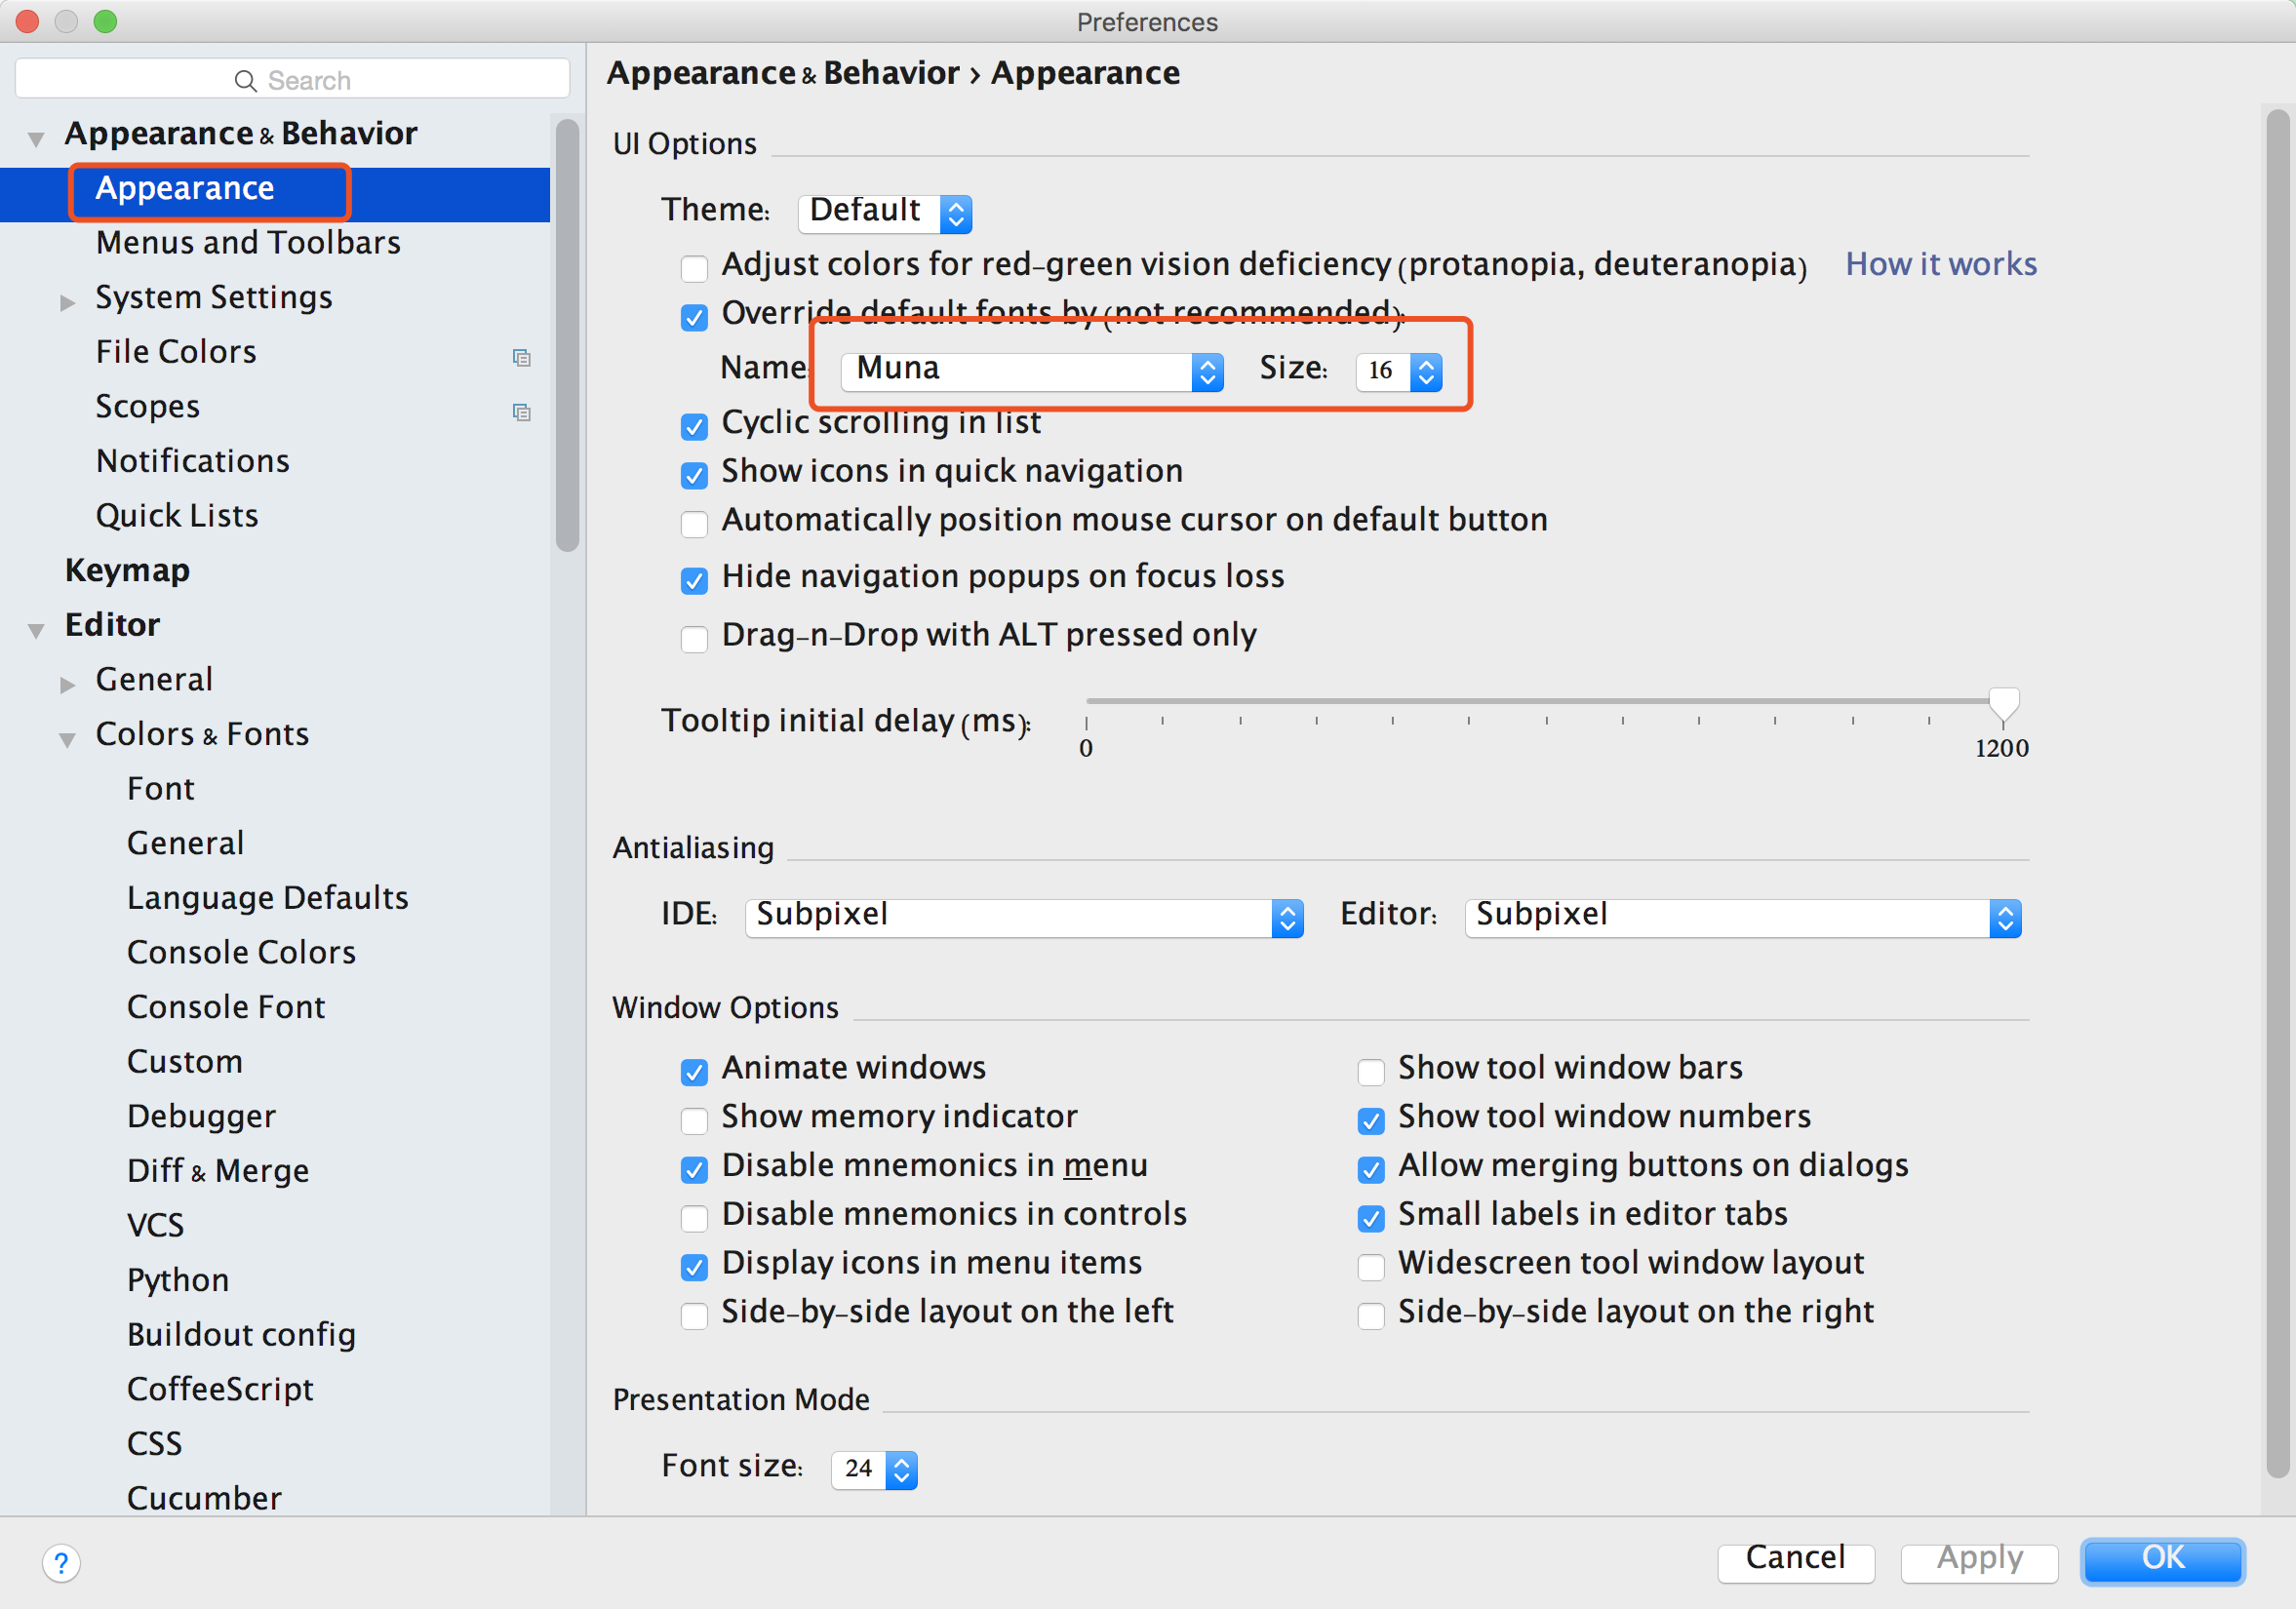 Preferences
Search
Appearance & Behavior
Appearance
Menus and Toolbars
System Settings
File Colors
Scopes
Notifications
Quick Lists
Keymap
Editor
General
Colors & Fonts
Font
General
Language Defaults
Console Colors
Console Font
Custom
Debugger
Diff & Merge
VCS
Python
Buildout config
CoffeeScript
CSS
Cucumber
Appearance & Behavior › Appearance
UI Options
Theme: Default
Adjust colors for red-green vision deficiency (protanopia, deuteranopia) How it works
Override default fonts by (not recommended):
Name: Muna Size: 16
Cyclic scrolling in list
Show icons in quick navigation
Automatically position mouse cursor on default button
Hide navigation popups on focus loss
Drag-n-Drop with ALT pressed only
Tooltip initial delay (ms):
0 1200
Antialiasing
IDE: Subpixel Editor: Subpixel
Window Options
Animate windows Show tool window bars
Show memory indicator Show tool window numbers
Disable mnemonics in menu Allow merging buttons on dialogs
Disable mnemonics in controls Small labels in editor tabs
Display icons in menu items Widescreen tool window layout
Side-by-side layout on the left Side-by-side layout on the right
Presentation Mode
Font size: 24
? Cancel Apply OK